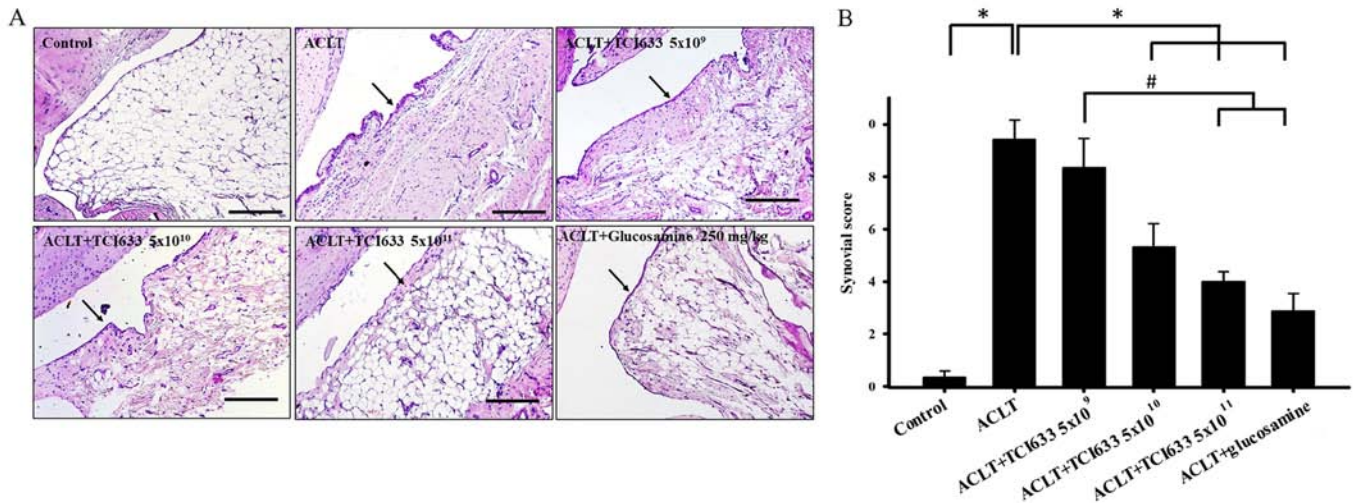 A
Control
ACLT
ACLT+TCI633 5x10⁹
ACLT+TCI633 5x10¹⁰
ACLT+TCI633 5x10¹¹
ACLT+Glucosamine 250 mg/kg
B
* *
#
Synovial score
0
8
6
4
2
0
Control
ACLT
ACLT+TCI633 5x10⁹
ACLT+TCI633 5x10¹⁰
ACLT+TCI633 5x10¹¹
ACLT+glucosamine